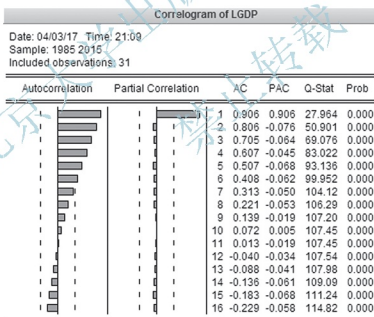 Correlogram of LGDP
Date: 04/03/17 Time: 21:09
Sample: 1985 2015
Included observations: 31
Autocorrelation Partial Correlation AC PAC Q-Stat Prob
1 0.906 0.906 27.964 0.000
2 0.806 -0.076 50.901 0.000
3 0.705 -0.064 69.076 0.000
4 0.607 -0.045 83.022 0.000
5 0.507 -0.068 93.136 0.000
6 0.408 -0.062 99.952 0.000
7 0.313 -0.050 104.12 0.000
8 0.221 -0.053 106.29 0.000
9 0.139 -0.019 107.20 0.000
10 0.072 0.005 107.45 0.000
11 0.013 -0.019 107.45 0.000
12 -0.040 -0.034 107.54 0.000
13 -0.088 -0.041 107.98 0.000
14 -0.136 -0.061 109.09 0.000
15 -0.183 -0.068 111.24 0.000
16 -0.229 -0.058 114.82 0.000
禁止转载